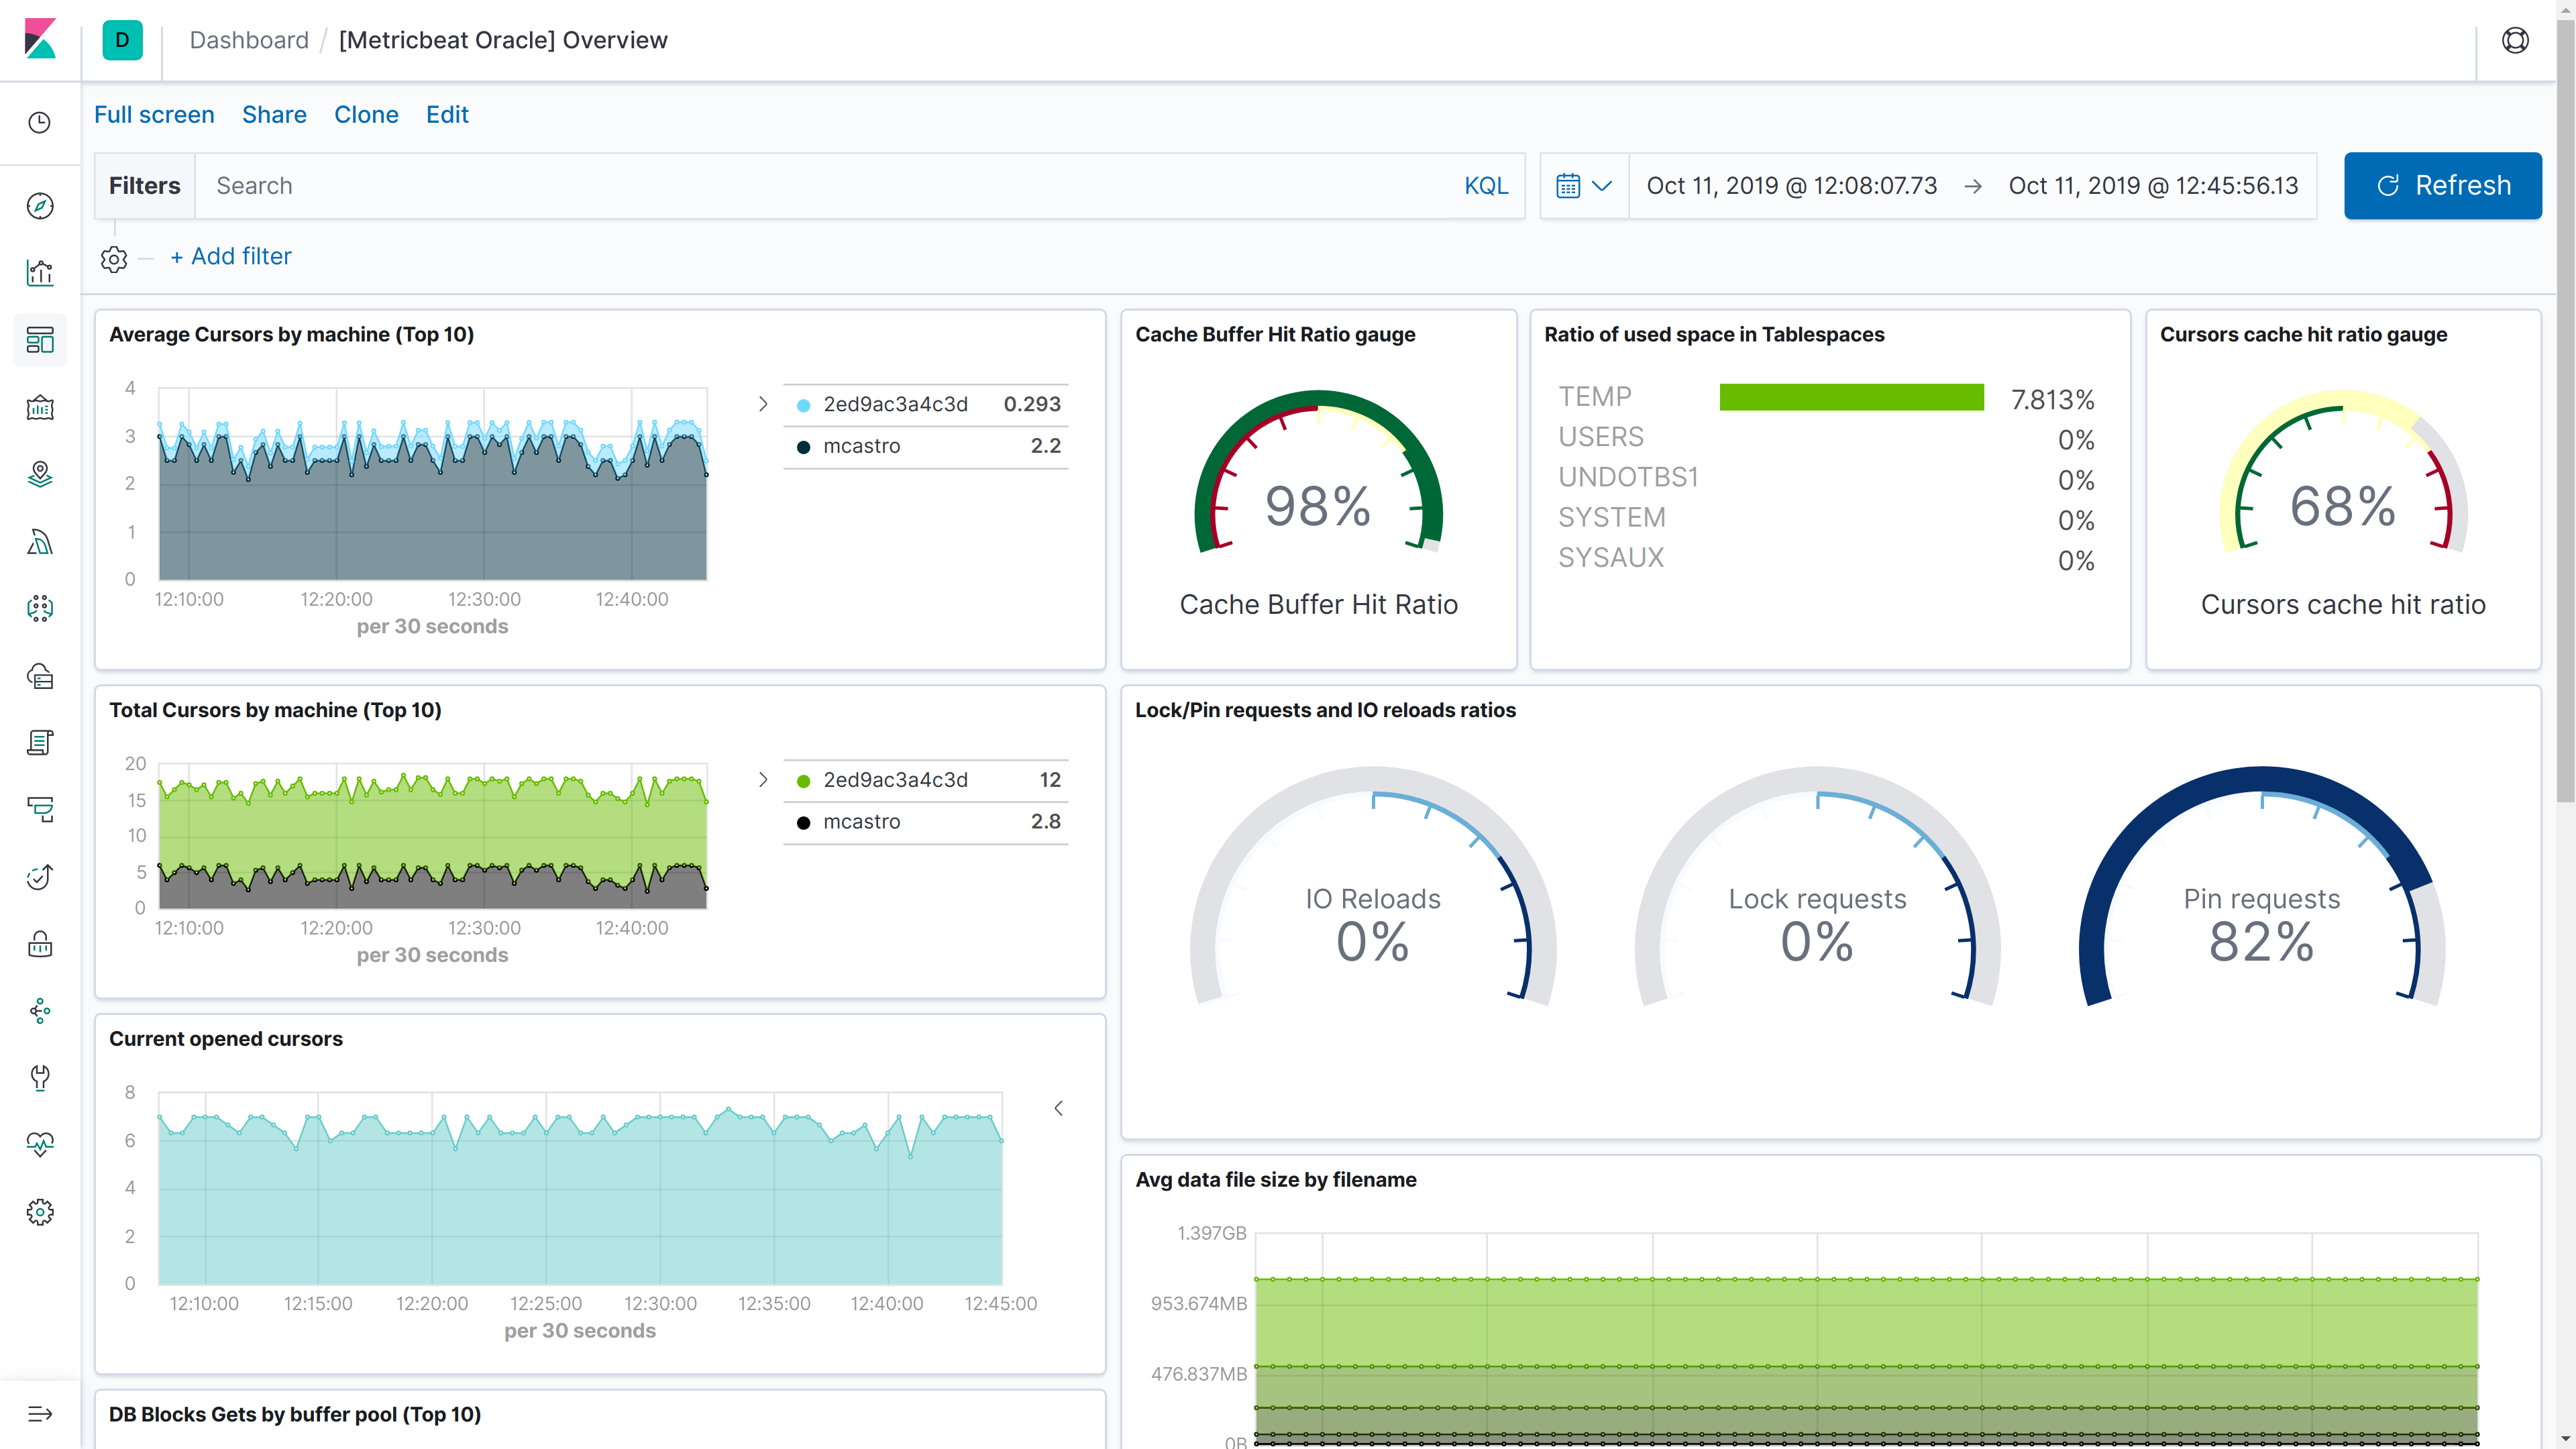 D Dashboard / [Metricbeat Oracle] Overview
Full screen Share Clone Edit
Filters Search KQL Oct 11, 2019 @ 12:08:07.73 → Oct 11, 2019 @ 12:45:56.13 Refresh
+ Add filter
Average Cursors by machine (Top 10)
4
3
2
1
0
12:10:00 12:20:00 12:30:00 12:40:00
per 30 seconds
2ed9ac3a4c3d 0.293
mcastro 2.2
Cache Buffer Hit Ratio gauge
98%
Cache Buffer Hit Ratio
Ratio of used space in Tablespaces
TEMP 7.813%
USERS 0%
UNDOTBS1 0%
SYSTEM 0%
SYSAUX 0%
Cursors cache hit ratio gauge
68%
Cursors cache hit ratio
Total Cursors by machine (Top 10)
20
15
10
5
0
12:10:00 12:20:00 12:30:00 12:40:00
per 30 seconds
2ed9ac3a4c3d 12
mcastro 2.8
Lock/Pin requests and IO reloads ratios
IO Reloads
0%
Lock requests
0%
Pin requests
82%
Current opened cursors
8
6
4
2
0
12:10:00 12:15:00 12:20:00 12:25:00 12:30:00 12:35:00 12:40:00 12:45:00
per 30 seconds
Avg data file size by filename
1.397GB
953.674MB
476.837MB
0B
DB Blocks Gets by buffer pool (Top 10)